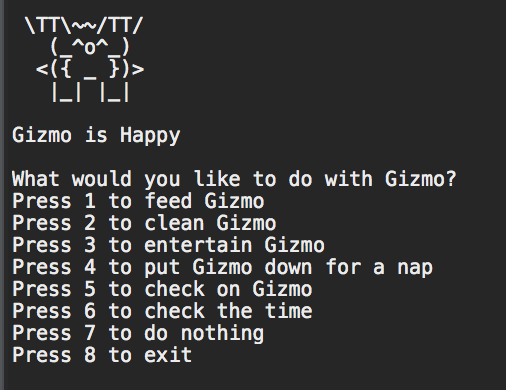 \TT\~~/TT/
(_^o^_)
<({ _ })>
|_| |_|
Gizmo is Happy
What would you like to do with Gizmo?
Press 1 to feed Gizmo
Press 2 to clean Gizmo
Press 3 to entertain Gizmo
Press 4 to put Gizmo down for a nap
Press 5 to check on Gizmo
Press 6 to check the time
Press 7 to do nothing
Press 8 to exit